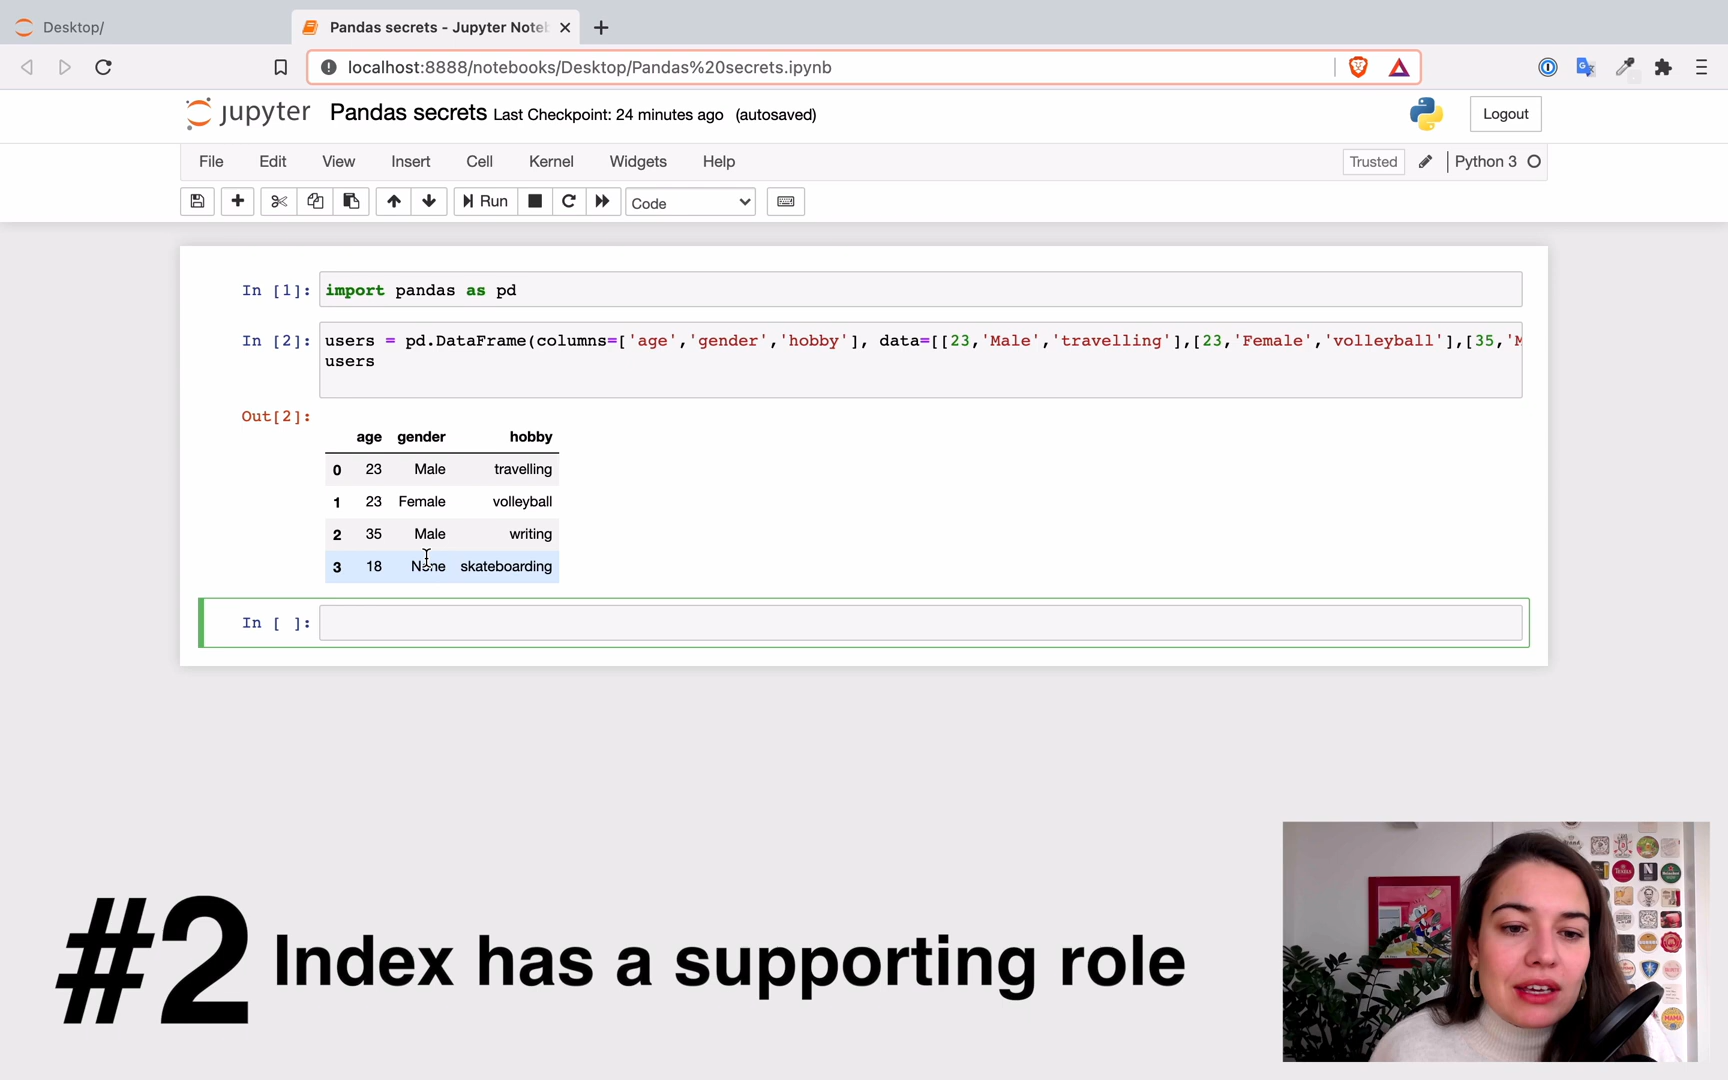 Desktop/
Pandas secrets - Jupyter Noteb
localhost:8888/notebooks/Desktop/Pandas%20secrets.ipynb
jupyter Pandas secrets Last Checkpoint: 24 minutes ago (autosaved)
Logout
File Edit View Insert Cell Kernel Widgets Help
Trusted Python 3
Run Code
In [1]: import pandas as pd
In [2]: users = pd.DataFrame(columns=['age','gender','hobby'], data=[[23,'Male','travelling'],[23,'Female','volleyball'],[35,'M
users
Out[2]:
age gender hobby
0 23 Male travelling
1 23 Female volleyball
2 35 Male writing
3 18 None skateboarding
In [ ]:
#2 Index has a supporting role